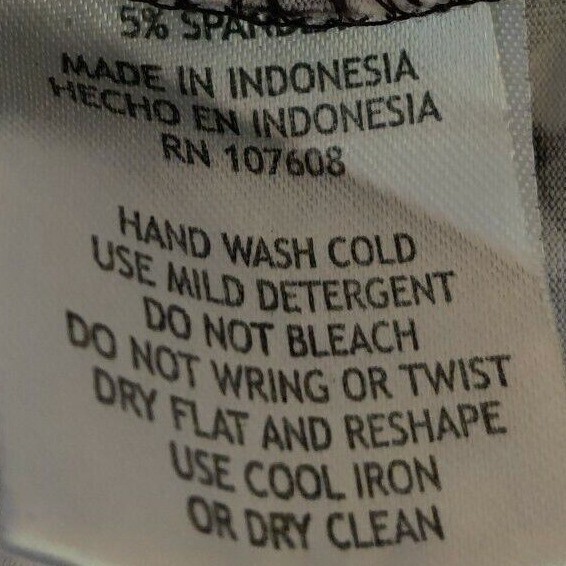 5% SPANDEX
MADE IN INDONESIA
HECHO EN INDONESIA
RN 107608
HAND WASH COLD
USE MILD DETERGENT
DO NOT BLEACH
DO NOT WRING OR TWIST
DRY FLAT AND RESHAPE
USE COOL IRON
OR DRY CLEAN